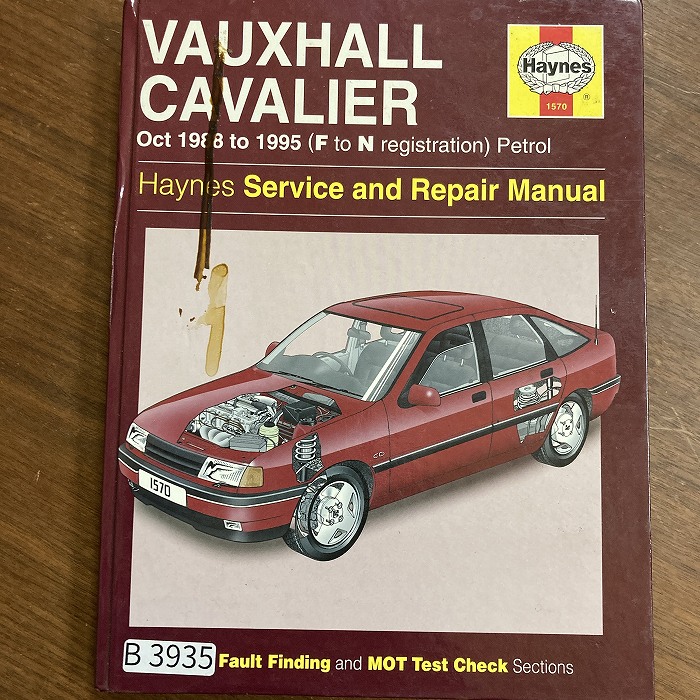 VAUXHALL
CAVALIER
Haynes
®
1570
Oct 1988 to 1995 (F to N registration) Petrol
Haynes Service and Repair Manual
1570
B 3935
Fault Finding and MOT Test Check Sections